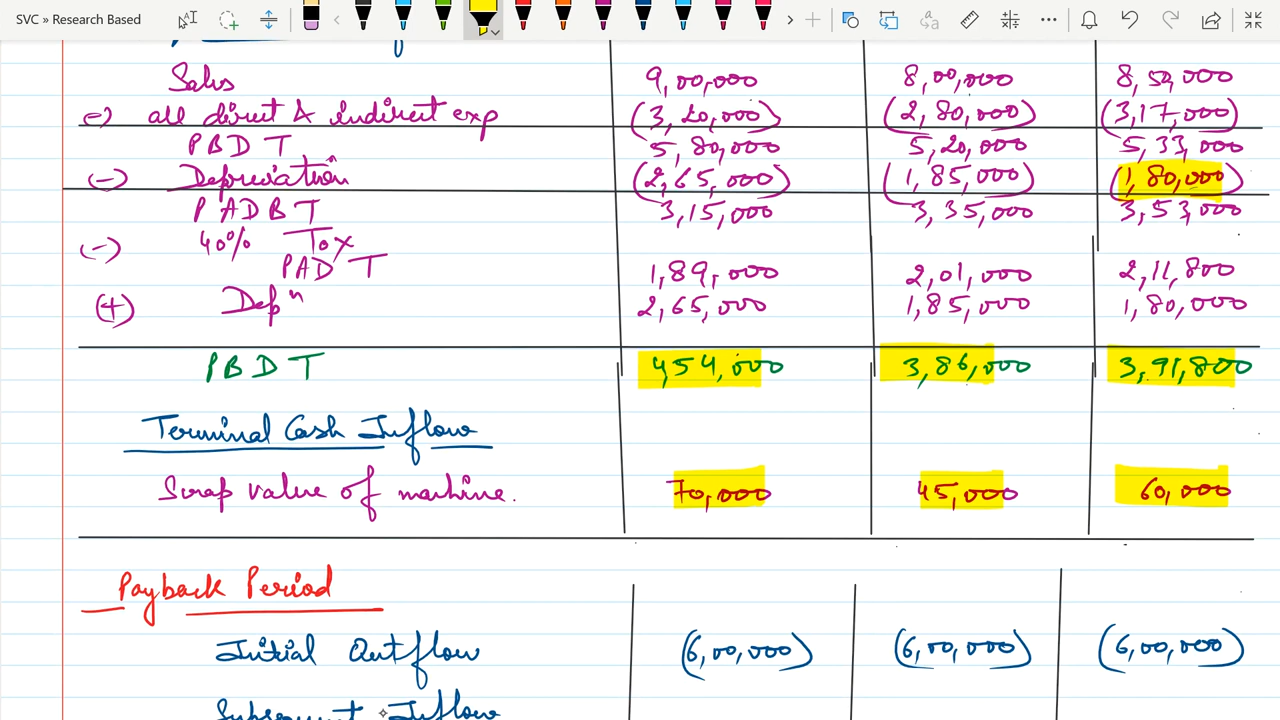 SVC » Research Based
Sales 9,00,000 8,00,000 8,50,000
(-) all direct & indirect exp (3,20,000) (2,80,000) (3,17,000)
PBDT 5,80,000 5,20,000 5,33,000
(-) Depreciation (2,65,000) (1,85,000) (1,80,000)
PADBT 3,15,000 3,35,000 3,53,000
(-) 40% Tax
PADT 1,89,000 2,01,000 2,11,800
(+) Depn 2,65,000 1,85,000 1,80,000
PBDT 4,54,000 3,86,000 3,91,800
Terminal Cash Inflow
Scrap value of machine. 70,000 45,000 60,000
Payback Period
Initial Outflow (6,00,000) (6,00,000) (6,00,000)
Subsequent Inflow